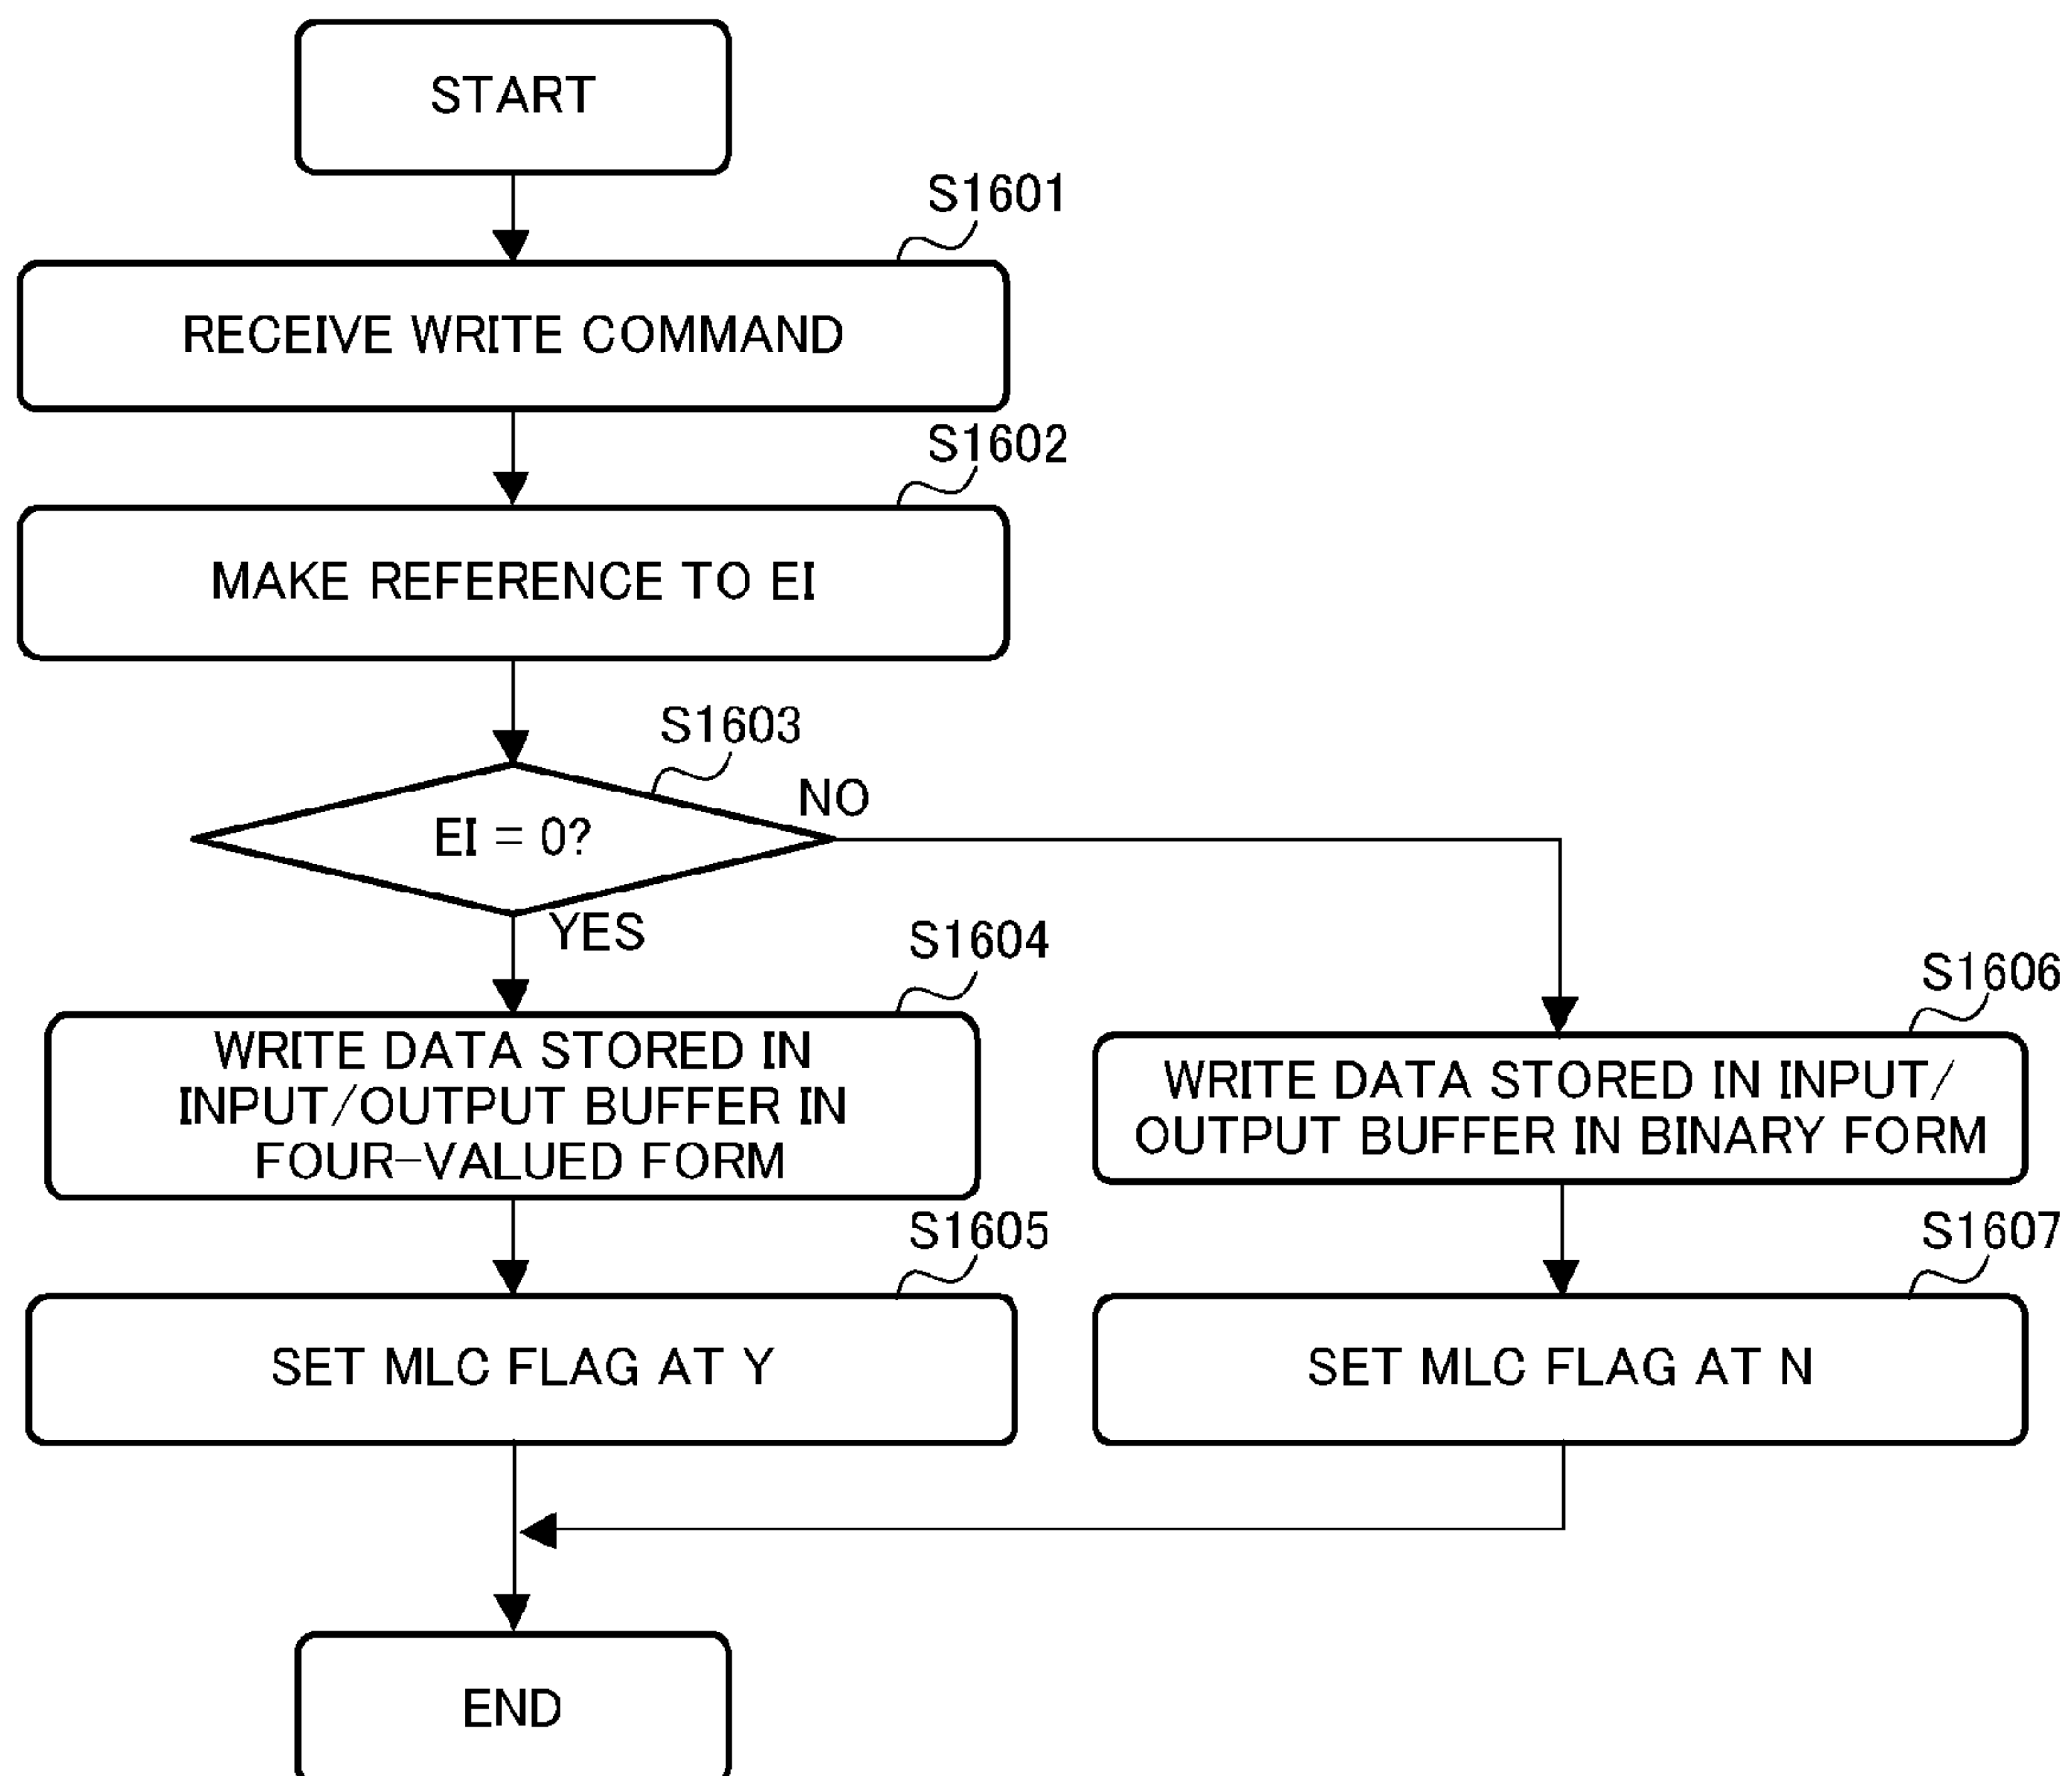 START
S1601
RECEIVE WRITE COMMAND
S1602
MAKE REFERENCE TO EI
S1603
EI = 0?
NO
YES
S1604
WRITE DATA STORED IN
INPUT/OUTPUT BUFFER IN
FOUR-VALUED FORM
S1606
WRITE DATA STORED IN INPUT/
OUTPUT BUFFER IN BINARY FORM
S1605
SET MLC FLAG AT Y
S1607
SET MLC FLAG AT N
END